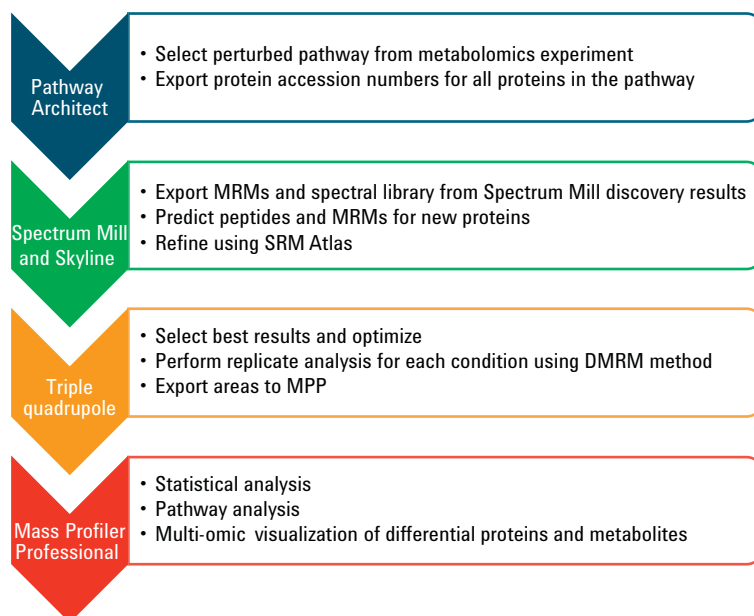 Pathway
Architect
• Select perturbed pathway from metabolomics experiment
• Export protein accession numbers for all proteins in the pathway
Spectrum Mill
and Skyline
• Export MRMs and spectral library from Spectrum Mill discovery results
• Predict peptides and MRMs for new proteins
• Refine using SRM Atlas
Triple
quadrupole
• Select best results and optimize
• Perform replicate analysis for each condition using DMRM method
• Export areas to MPP
Mass Profiler
Professional
• Statistical analysis
• Pathway analysis
• Multi-omic visualization of differential proteins and metabolites